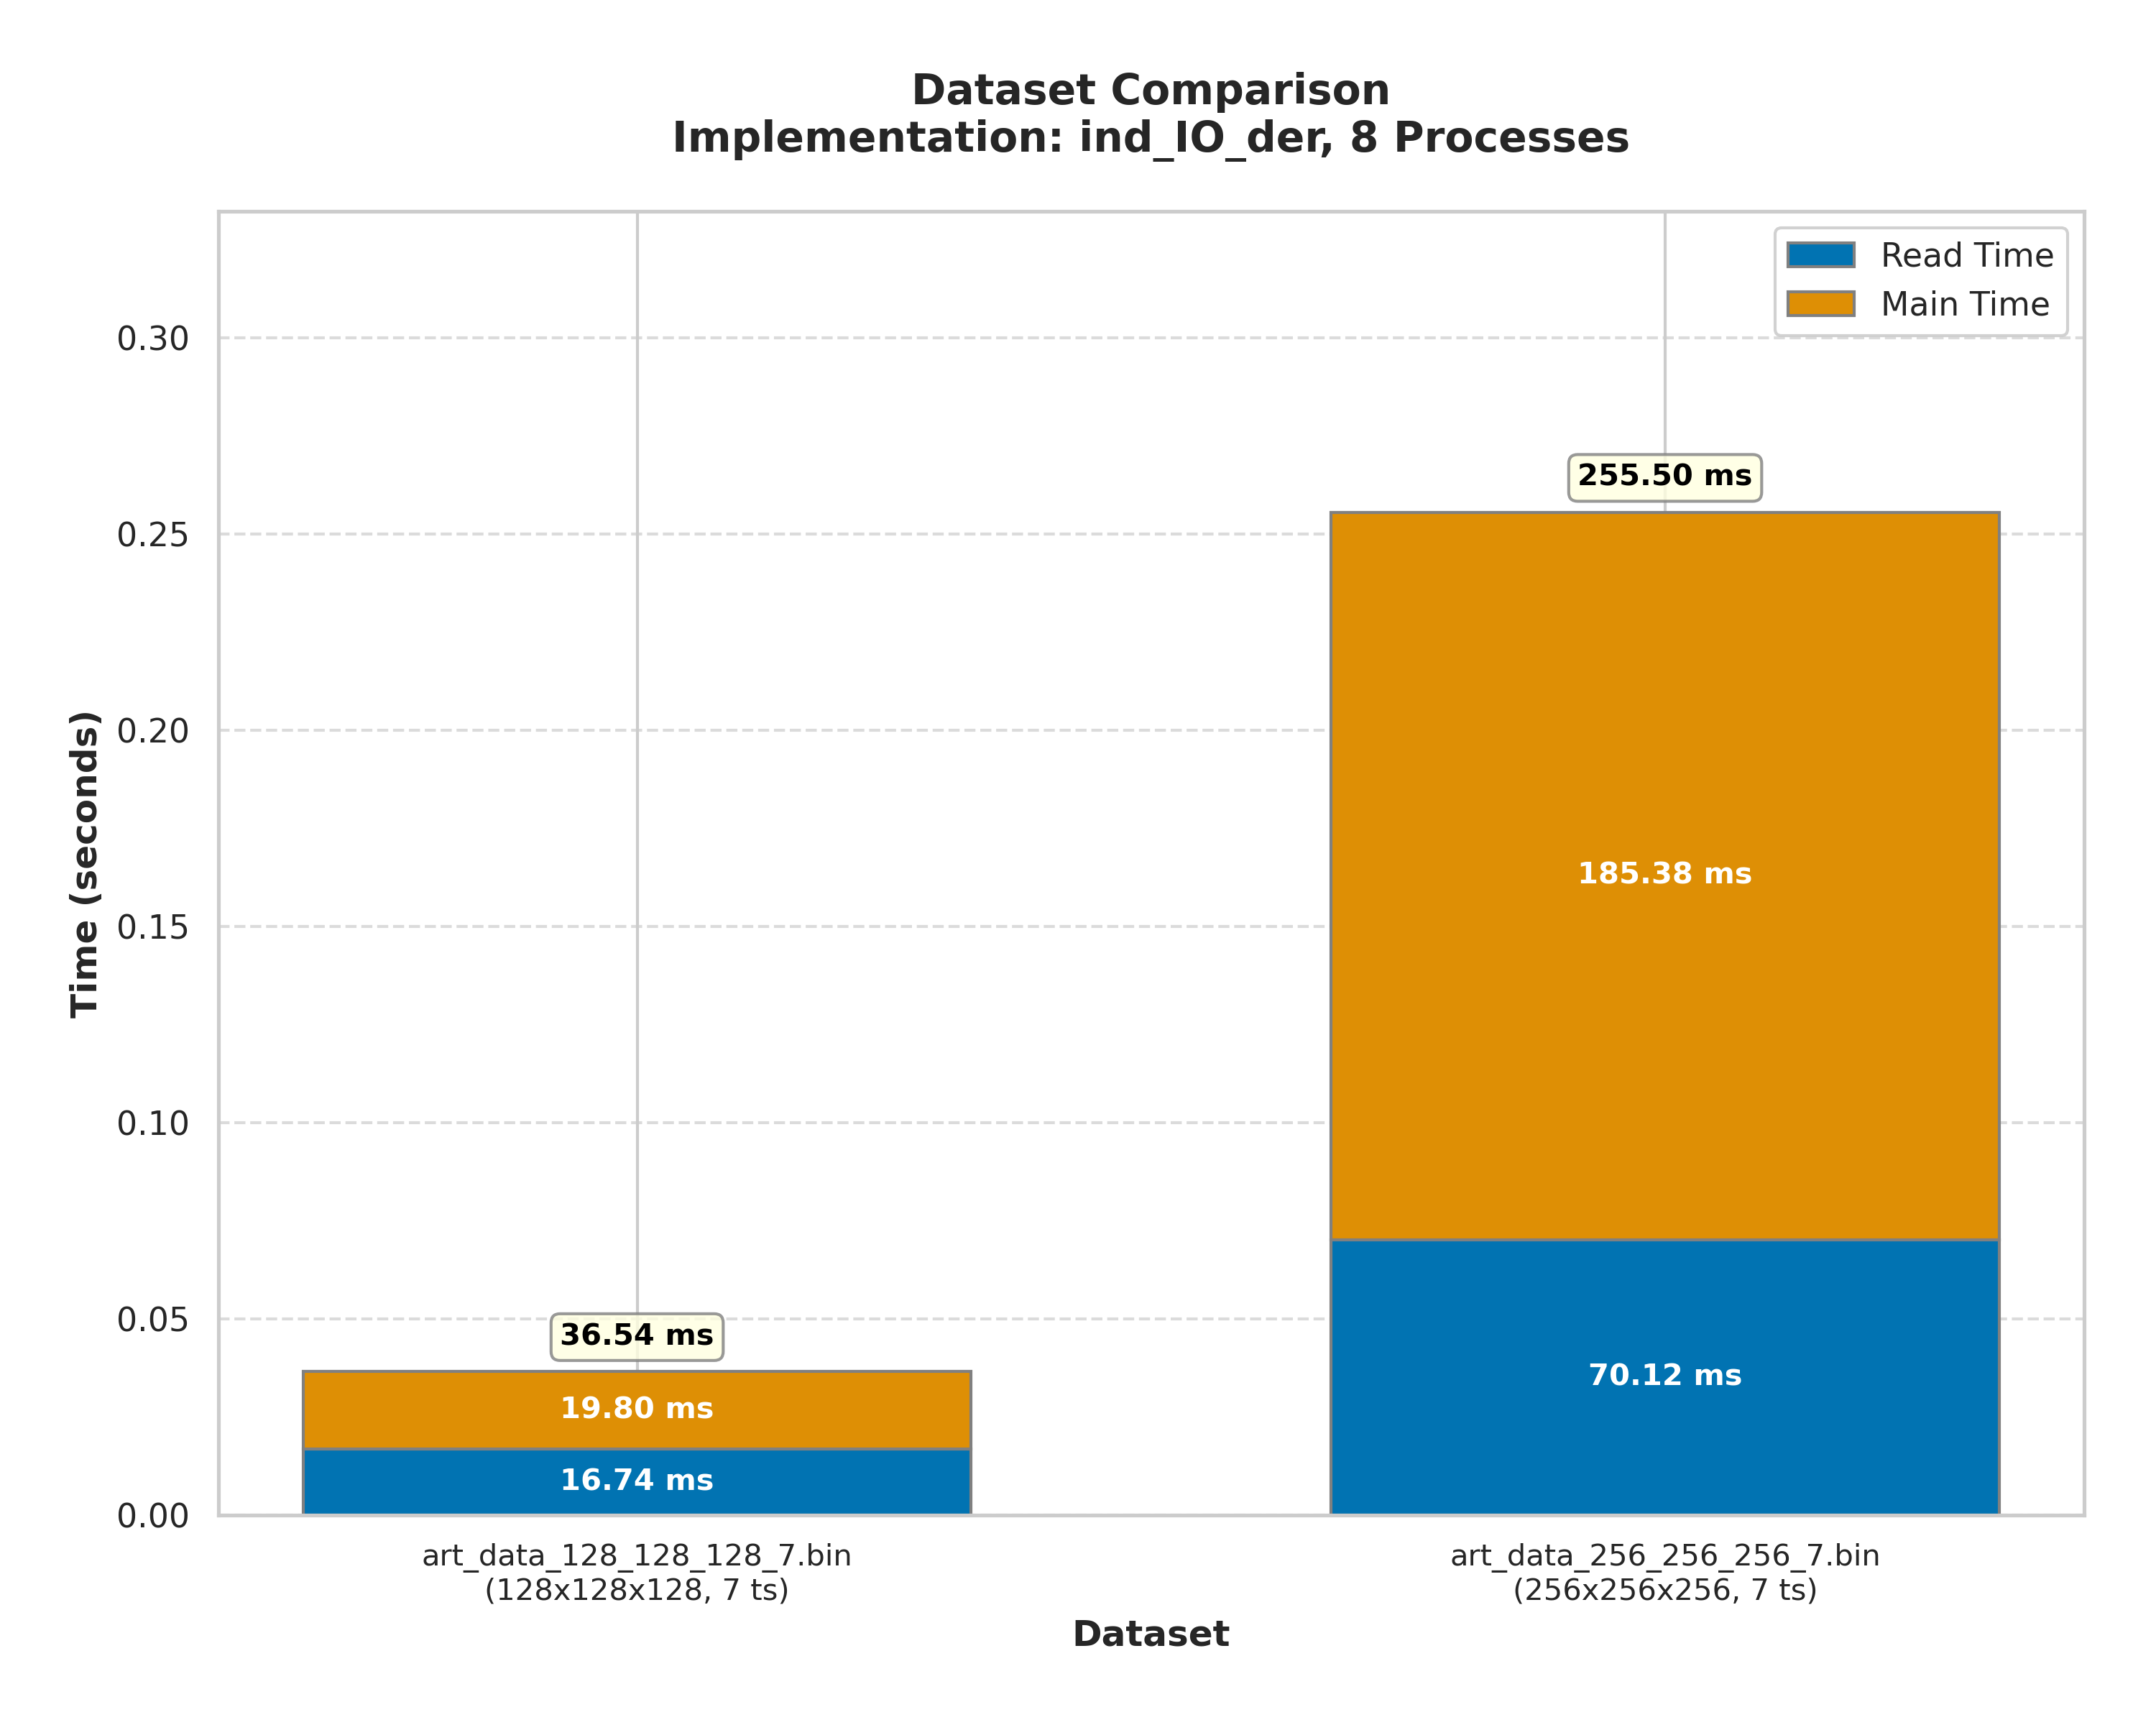 Dataset Comparison
Implementation: ind_IO_der, 8 Processes
Read Time
Main Time
Time (seconds)
0.30
0.25
0.20
0.15
0.10
0.05
0.00
255.50 ms
185.38 ms
70.12 ms
36.54 ms
19.80 ms
16.74 ms
art_data_128_128_128_7.bin
(128x128x128, 7 ts)
art_data_256_256_256_7.bin
(256x256x256, 7 ts)
Dataset